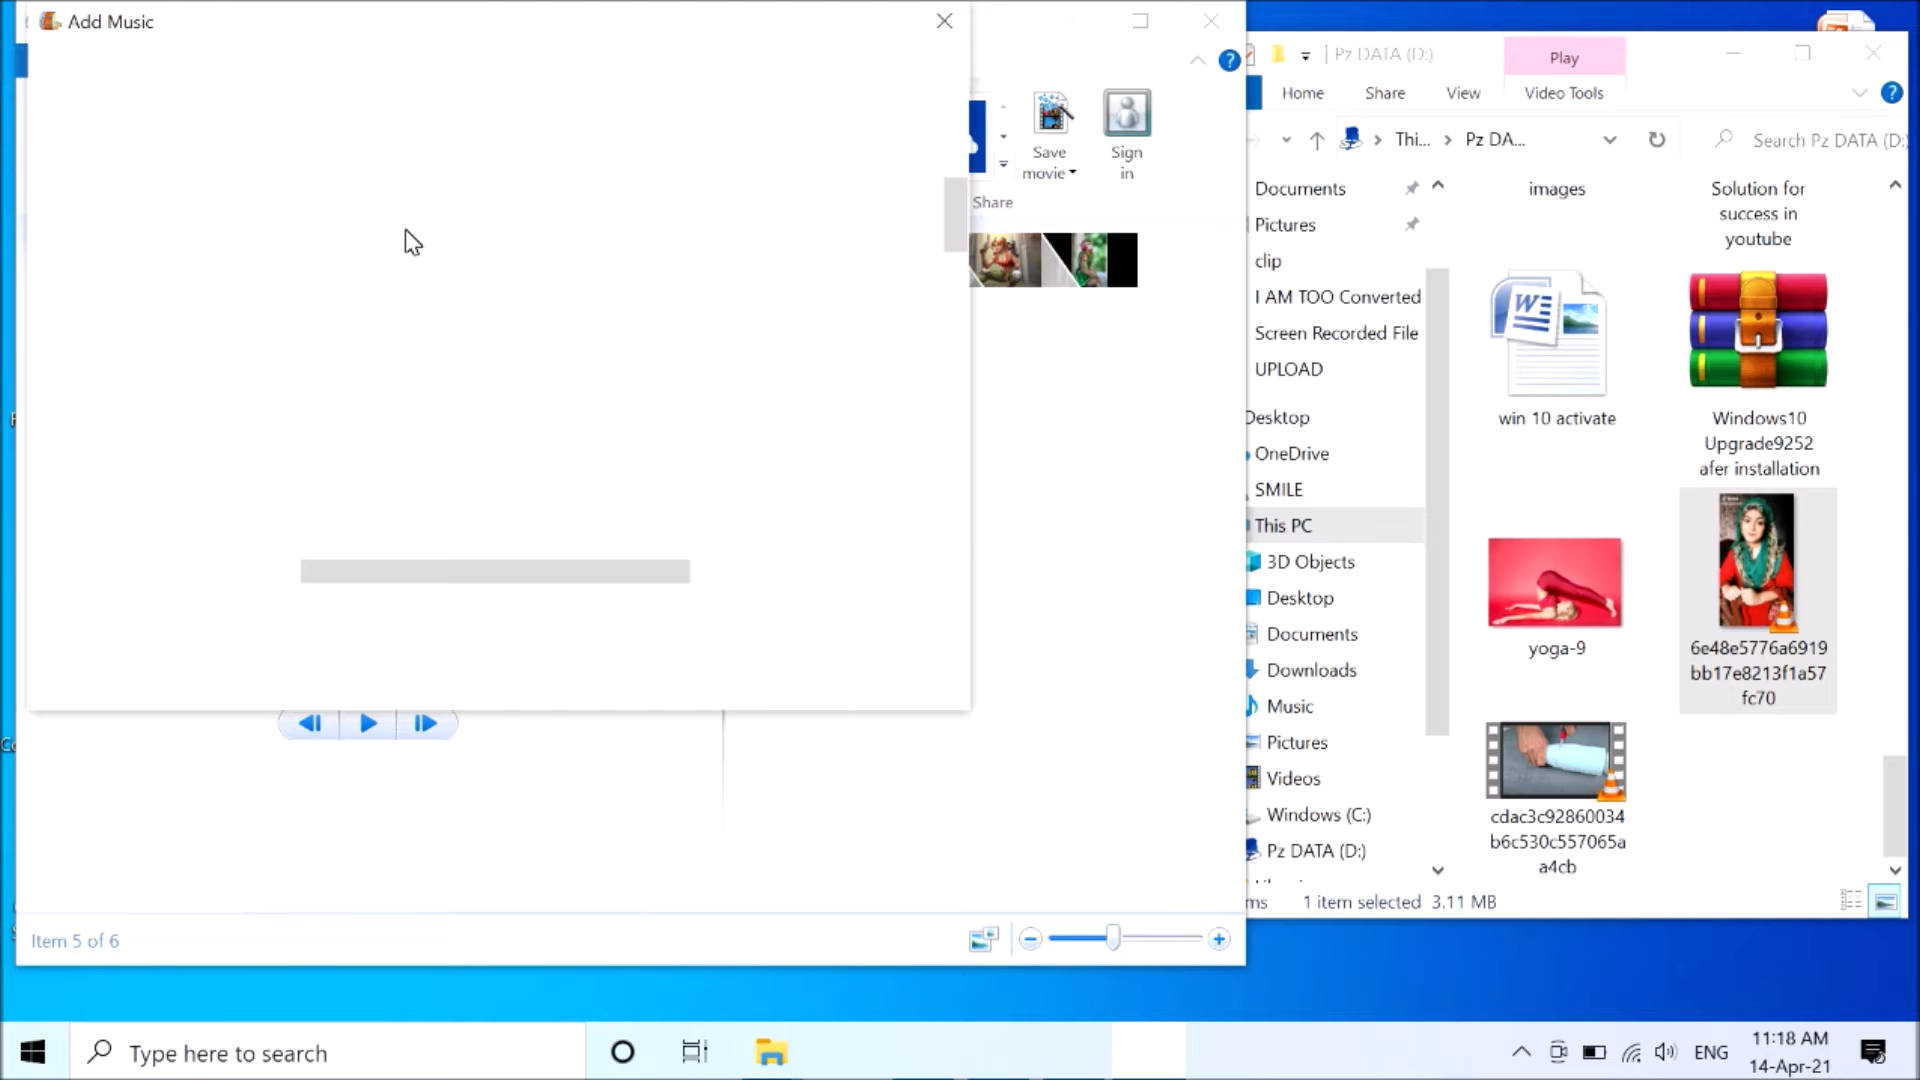 Add Music
Save
movie
Sign
in
Share
Item 5 of 6
Pz DATA (D:)
Play
Home
Share
View
Video Tools
Thi...
Pz DA...
Search Pz DATA (D:)
Documents
Pictures
clip
I AM TOO Converted
Screen Recorded File
UPLOAD
Desktop
OneDrive
SMILE
This PC
3D Objects
Desktop
Documents
Downloads
Music
Pictures
Videos
Windows (C:)
Pz DATA (D:)
images
Solution for
success in
youtube
win 10 activate
Windows10
Upgrade9252
afer installation
yoga-9
6e48e5776a6919
bb17e8213f1a57
fc70
cdac3c92860034
b6c530c557065a
a4cb
ms
1 item selected 3.11 MB
Type here to search
ENG
11:18 AM
14-Apr-21